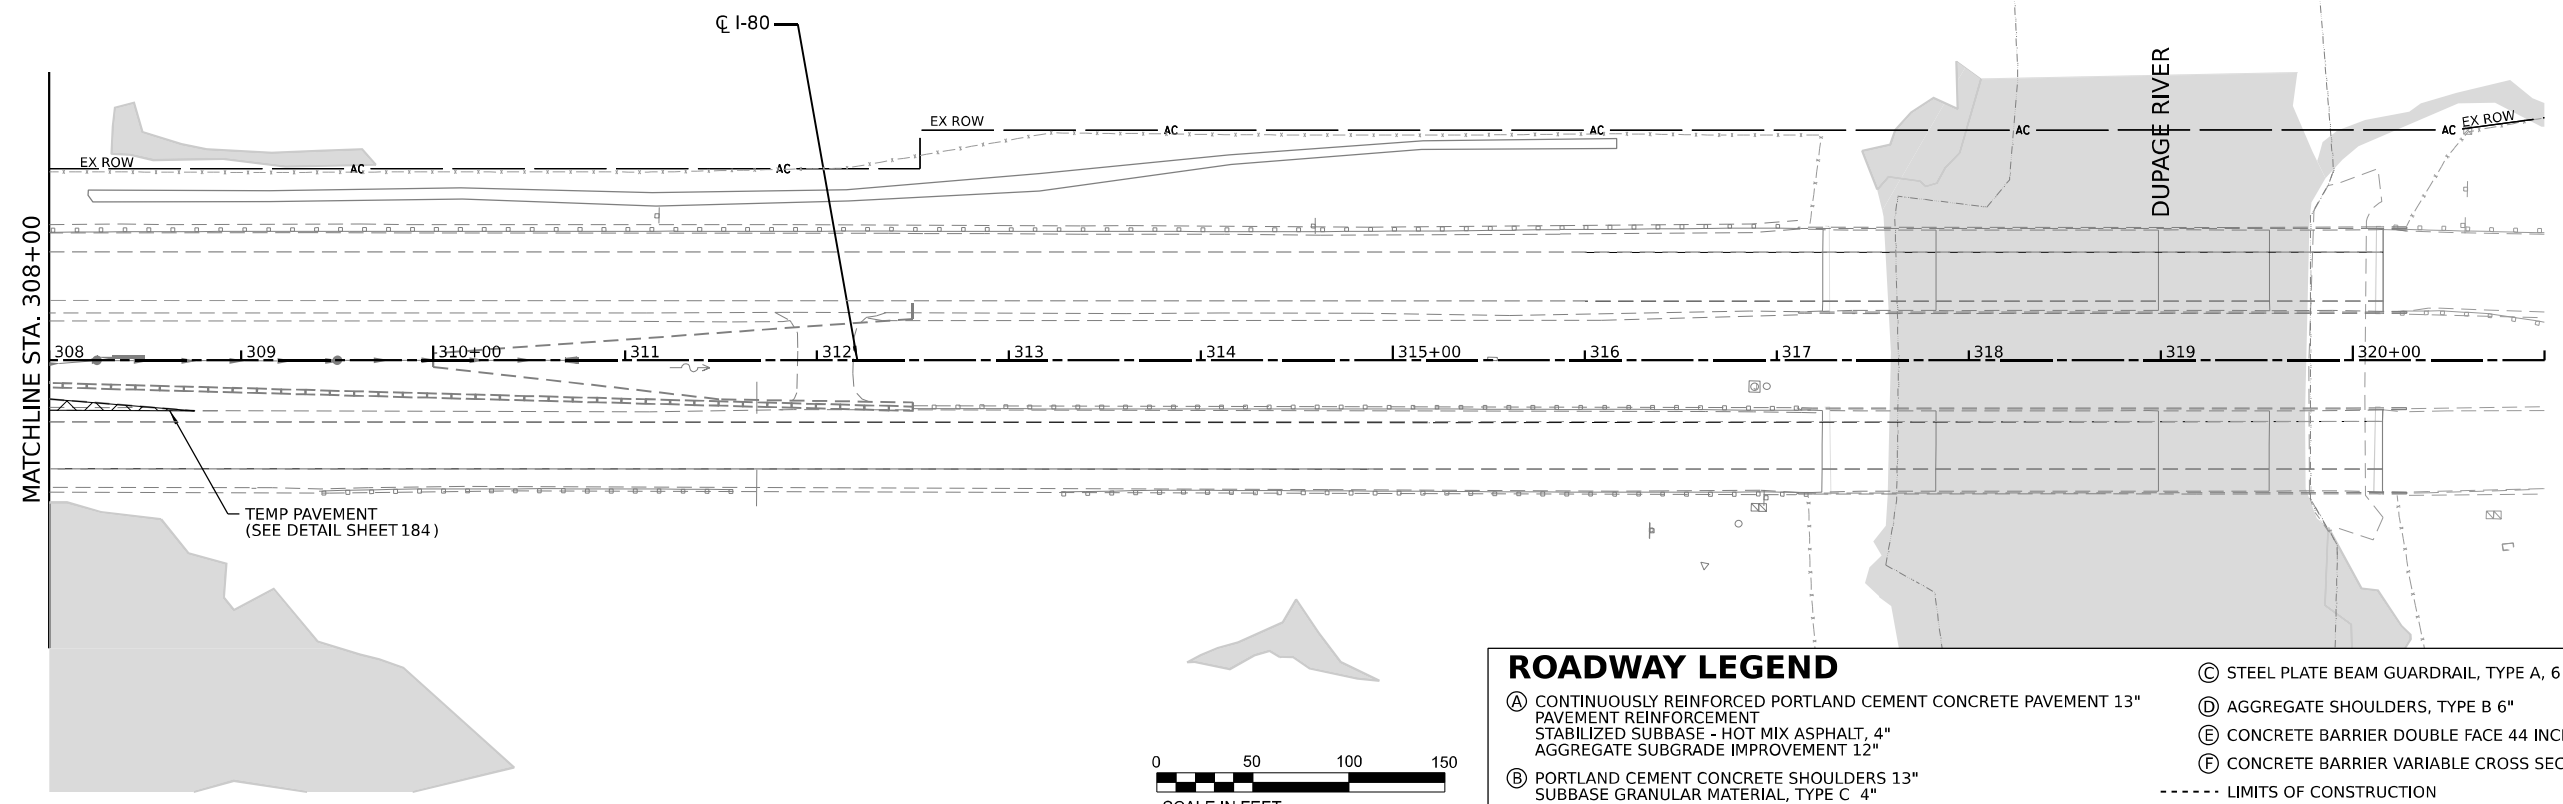 ℄ I-80
DUPAGE RIVER
EX ROW
AC
AC
AC
EX ROW
EX ROW
AC
AC
AC
MATCHLINE STA. 308+00
308
309
310+00
311
312
313
314
315+00
316
317
318
319
320+00
TEMP PAVEMENT
(SEE DETAIL SHEET 184)
0 50 100 150
SCALE IN FEET
ROADWAY LEGEND
A CONTINUOUSLY REINFORCED PORTLAND CEMENT CONCRETE PAVEMENT 13"
PAVEMENT REINFORCEMENT
STABILIZED SUBBASE - HOT MIX ASPHALT, 4"
AGGREGATE SUBGRADE IMPROVEMENT 12"
B PORTLAND CEMENT CONCRETE SHOULDERS 13"
SUBBASE GRANULAR MATERIAL, TYPE C 4"
C STEEL PLATE BEAM GUARDRAIL, TYPE A, 6
D AGGREGATE SHOULDERS, TYPE B 6"
E CONCRETE BARRIER DOUBLE FACE 44 INC
F CONCRETE BARRIER VARIABLE CROSS SEC
LIMITS OF CONSTRUCTION